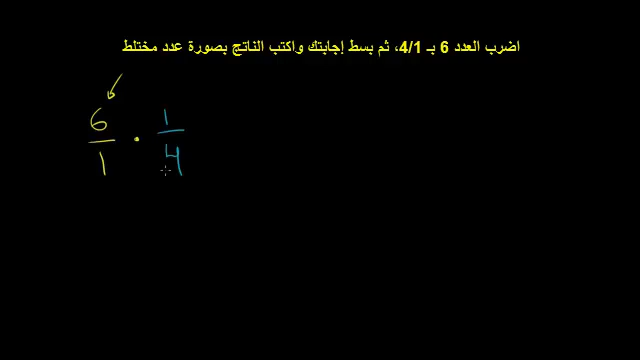 اضرب العدد 6 بـ 4/1، ثم بسط إجابتك واكتب الناتج بصورة عدد مختلط
6/1 · 1/4